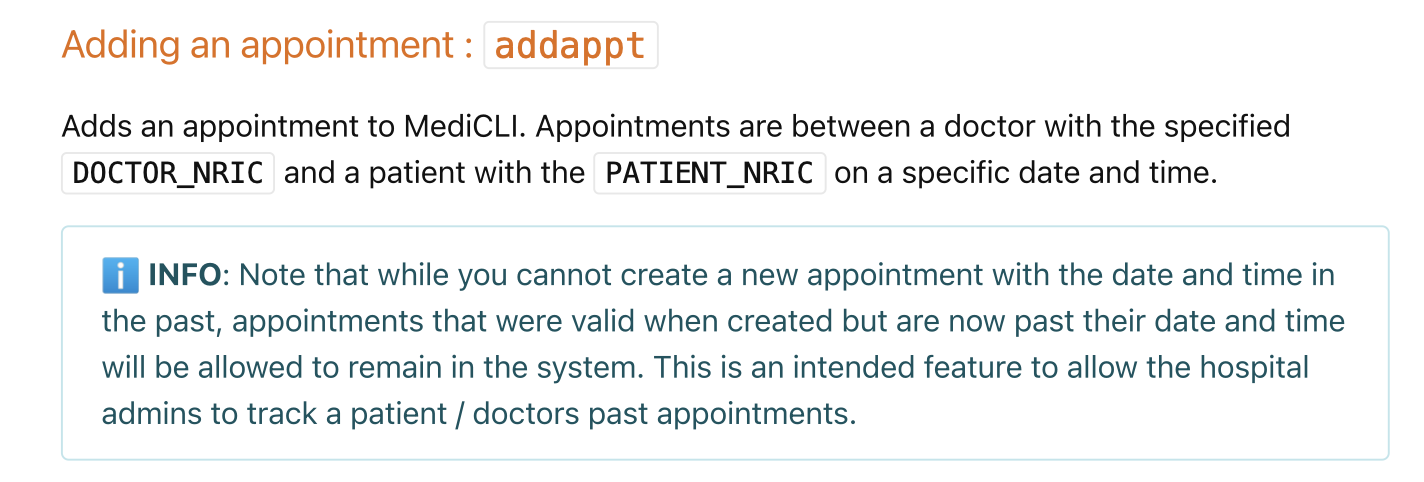 Adding an appointment : addappt
Adds an appointment to MediCLI. Appointments are between a doctor with the specified
DOCTOR_NRIC and a patient with the PATIENT_NRIC on a specific date and time.
ℹ️ INFO: Note that while you cannot create a new appointment with the date and time in
the past, appointments that were valid when created but are now past their date and time
will be allowed to remain in the system. This is an intended feature to allow the hospital
admins to track a patient / doctors past appointments.